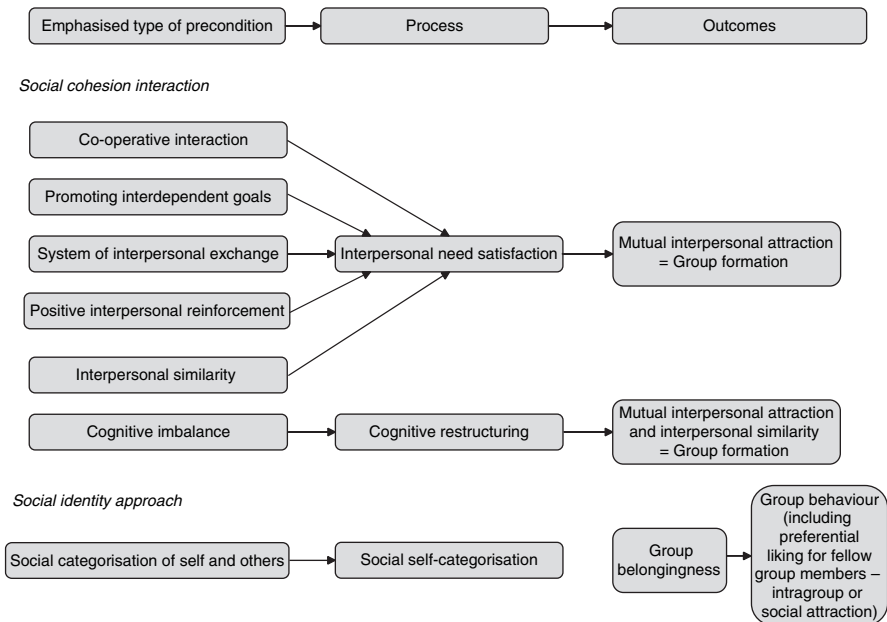 Emphasised type of precondition
Process
Outcomes
Social cohesion interaction
Co-operative interaction
Promoting interdependent goals
System of interpersonal exchange
Positive interpersonal reinforcement
Interpersonal similarity
Interpersonal need satisfaction
Mutual interpersonal attraction
= Group formation
Cognitive imbalance
Cognitive restructuring
Mutual interpersonal attraction
and interpersonal similarity
= Group formation
Social identity approach
Social categorisation of self and others
Social self-categorisation
Group
belongingness
Group behaviour
(including
preferential
liking for fellow
group members –
intragroup or
social attraction)